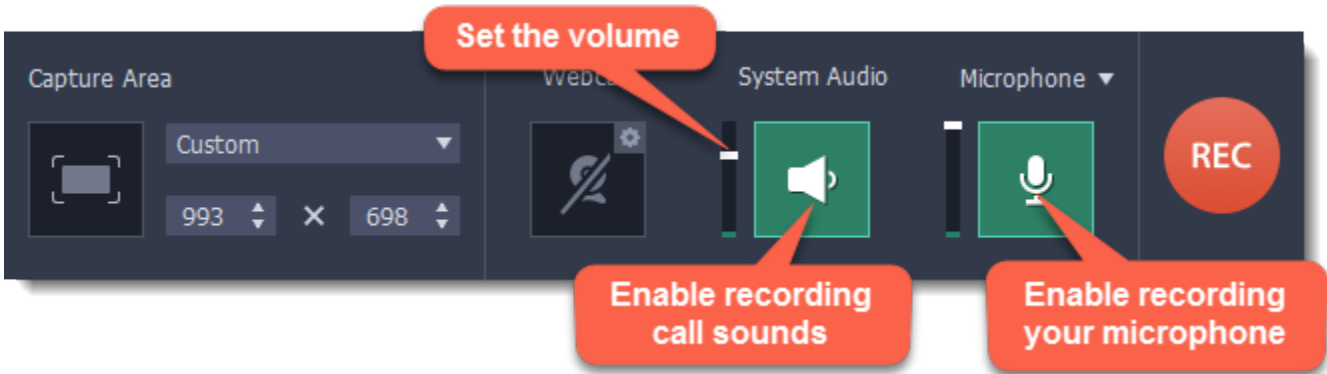 Set the volume
Capture Area
Webca
System Audio
Microphone
Custom
993 × 698
REC
Enable recording
call sounds
Enable recording
your microphone